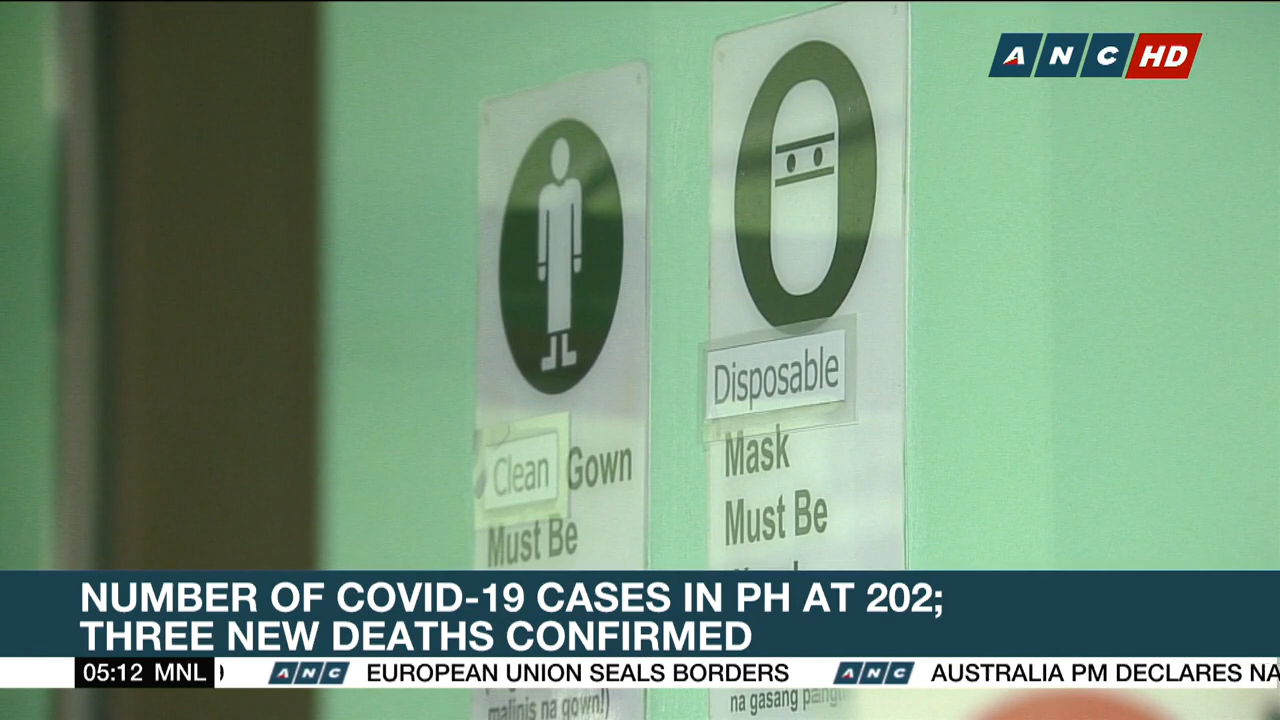 ANC HD
Disposable
Mask
Must Be
Clean Gown
Must Be
NUMBER OF COVID-19 CASES IN PH AT 202;
THREE NEW DEATHS CONFIRMED
05:12 MNL ANC EUROPEAN UNION SEALS BORDERS ANC AUSTRALIA PM DECLARES NA
malinis na gown!)
na gasang